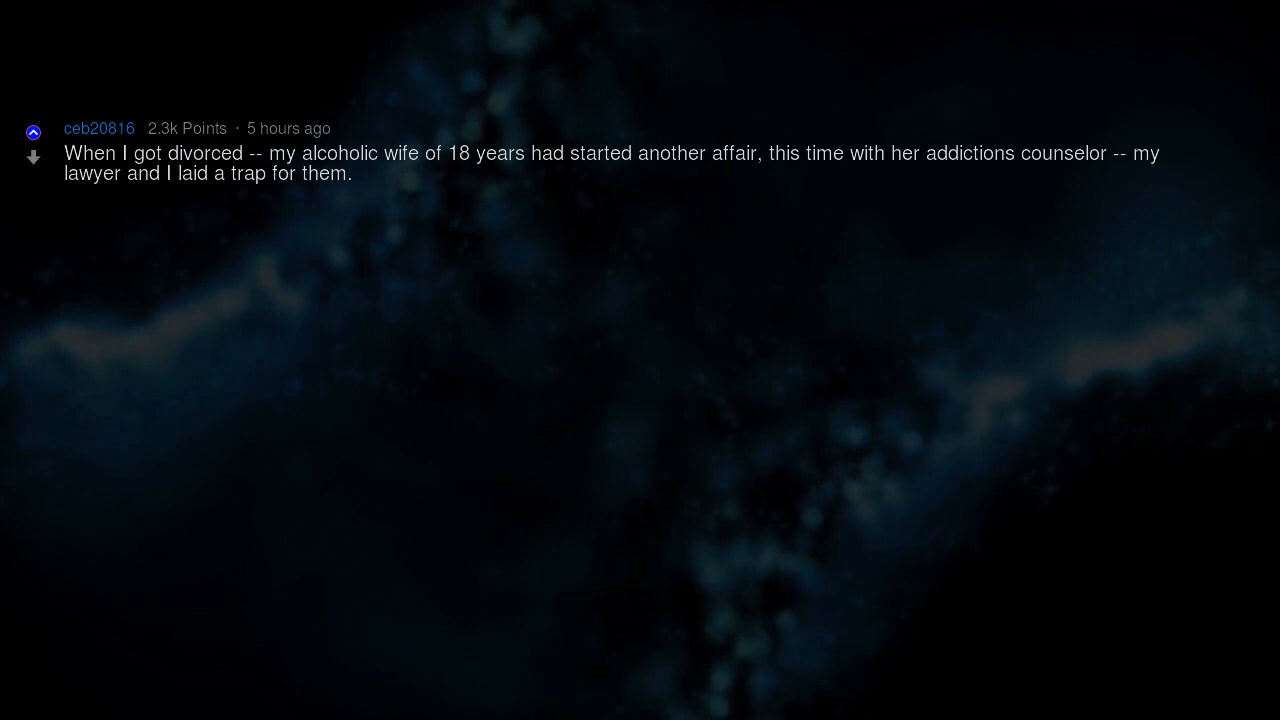 ceb20816 2.3k Points · 5 hours ago
When I got divorced -- my alcoholic wife of 18 years had started another affair, this time with her addictions counselor -- my
lawyer and I laid a trap for them.